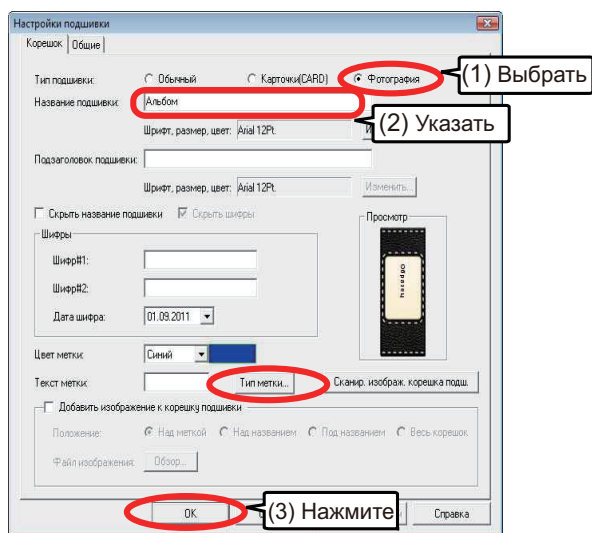 Настройки подшивки
Корешок Общие
Тип подшивки: Обычный Карточки(CARD) Фотография (1) Выбрать
Название подшивки: Альбом
Шрифт, размер, цвет: Arial 12Pt. (2) Указать
Подзаголовок подшивки:
Шрифт, размер, цвет: Arial 12Pt. Изменить...
Скрыть название подшивки Скрыть шифры
Просмотр
Шифры
Шифр#1:
Шифр#2:
Дата шифра: 01.09.2011
Цвет метки: Синий
Текст метки: Тип метки... Сканир. изображ. корешка подш.
Добавить изображение к корешку подшивки
Положение: Над меткой Над названием Под названием Весь корешок
Файл изображения: Обзор...
OK (3) Нажмите Справка